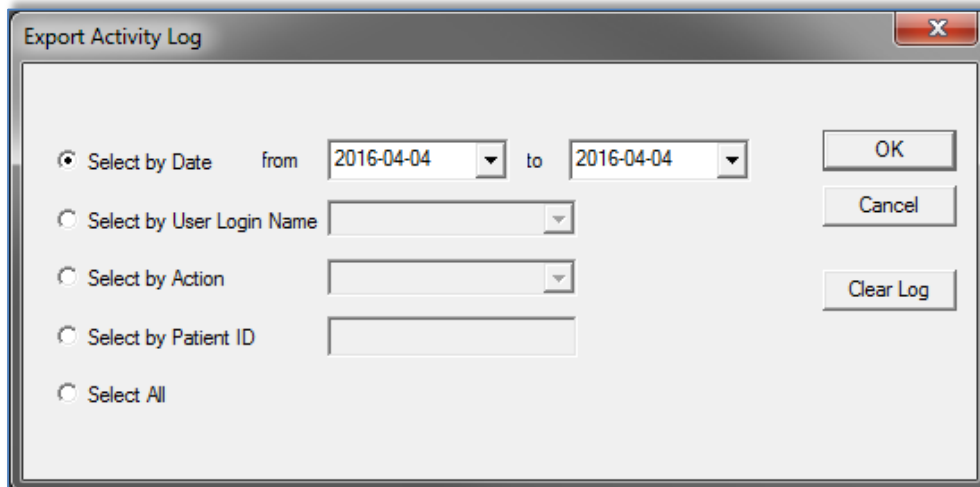 Export Activity Log
Select by Date from 2016-04-04 to 2016-04-04 OK
Select by User Login Name Cancel
Select by Action Clear Log
Select by Patient ID
Select All